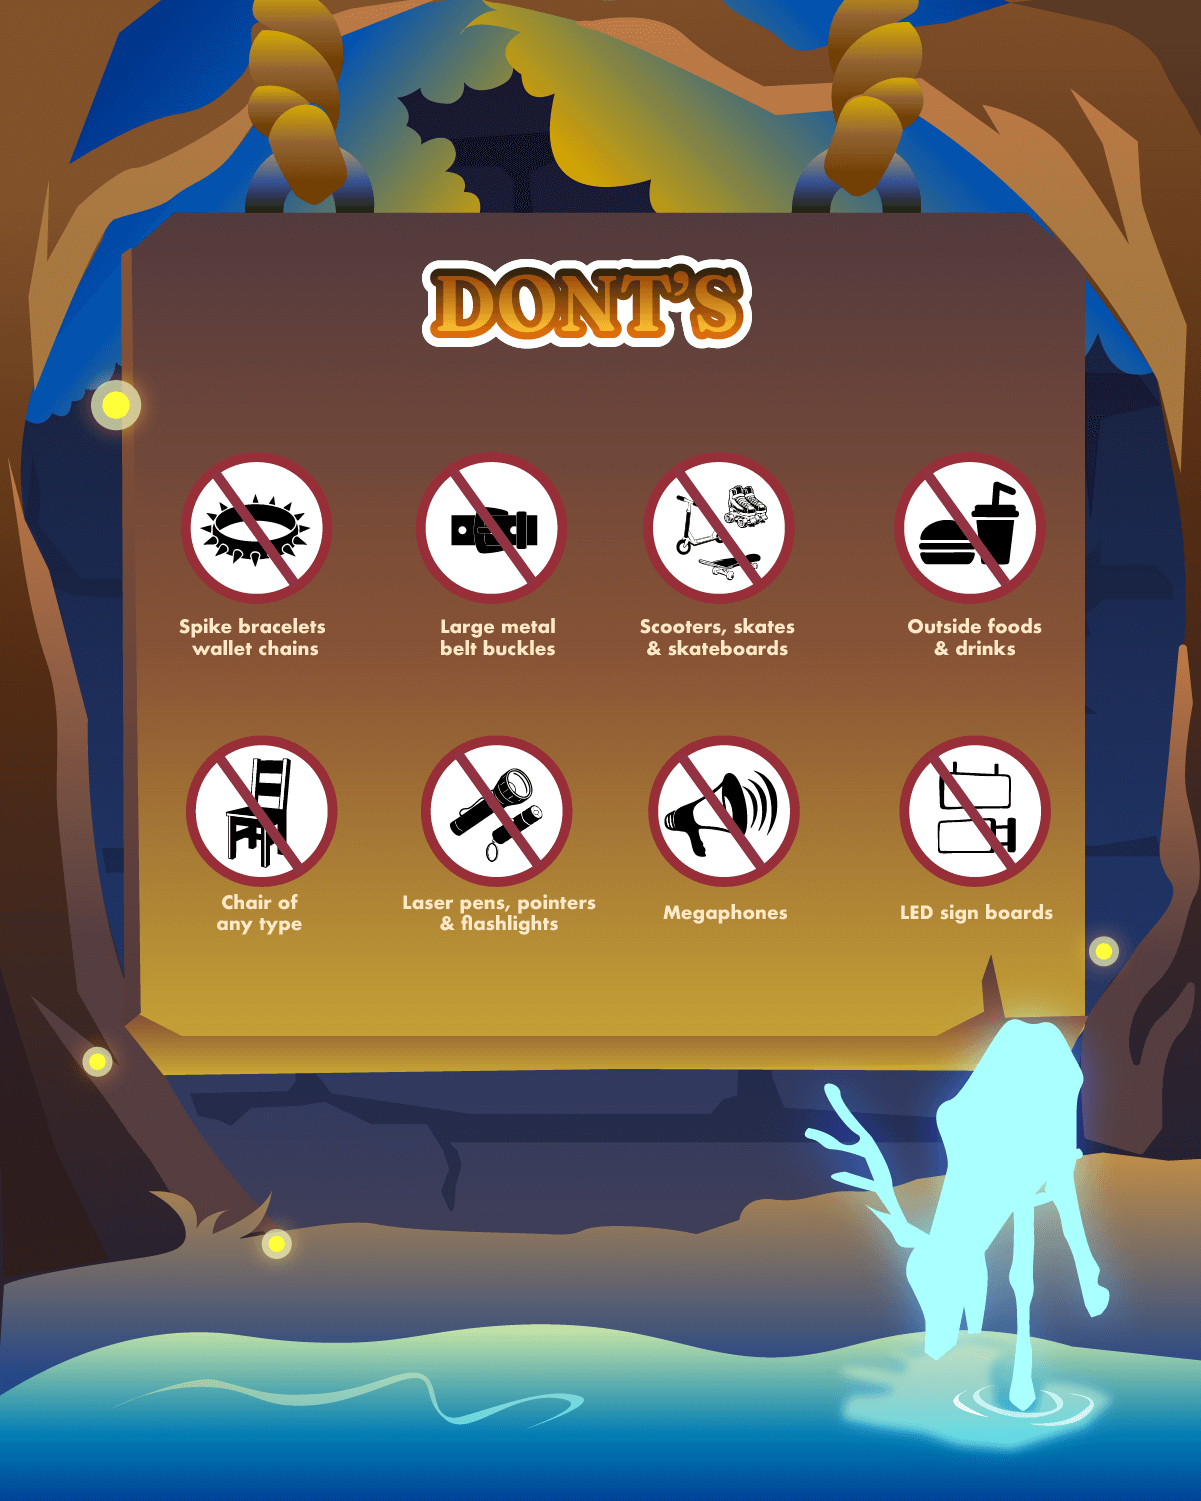 DONT'S
Spike bracelets
wallet chains
Large metal
belt buckles
Scooters, skates
& skateboards
Outside foods
& drinks
Chair of
any type
Laser pens, pointers
& flashlights
Megaphones
LED sign boards